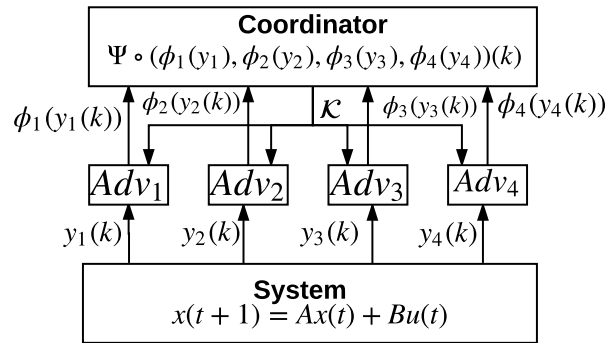 Coordinator
Ψ ∘ (ϕ₁(y₁), ϕ₂(y₂), ϕ₃(y₃), ϕ₄(y₄))(k)
ϕ₁(y₁(k)) ϕ₂(y₂(k)) 𝒦 ϕ₃(y₃(k)) ϕ₄(y₄(k))
Adv₁ Adv₂ Adv₃ Adv₄
y₁(k) y₂(k) y₃(k) y₄(k)
System
x(t + 1) = Ax(t) + Bu(t)